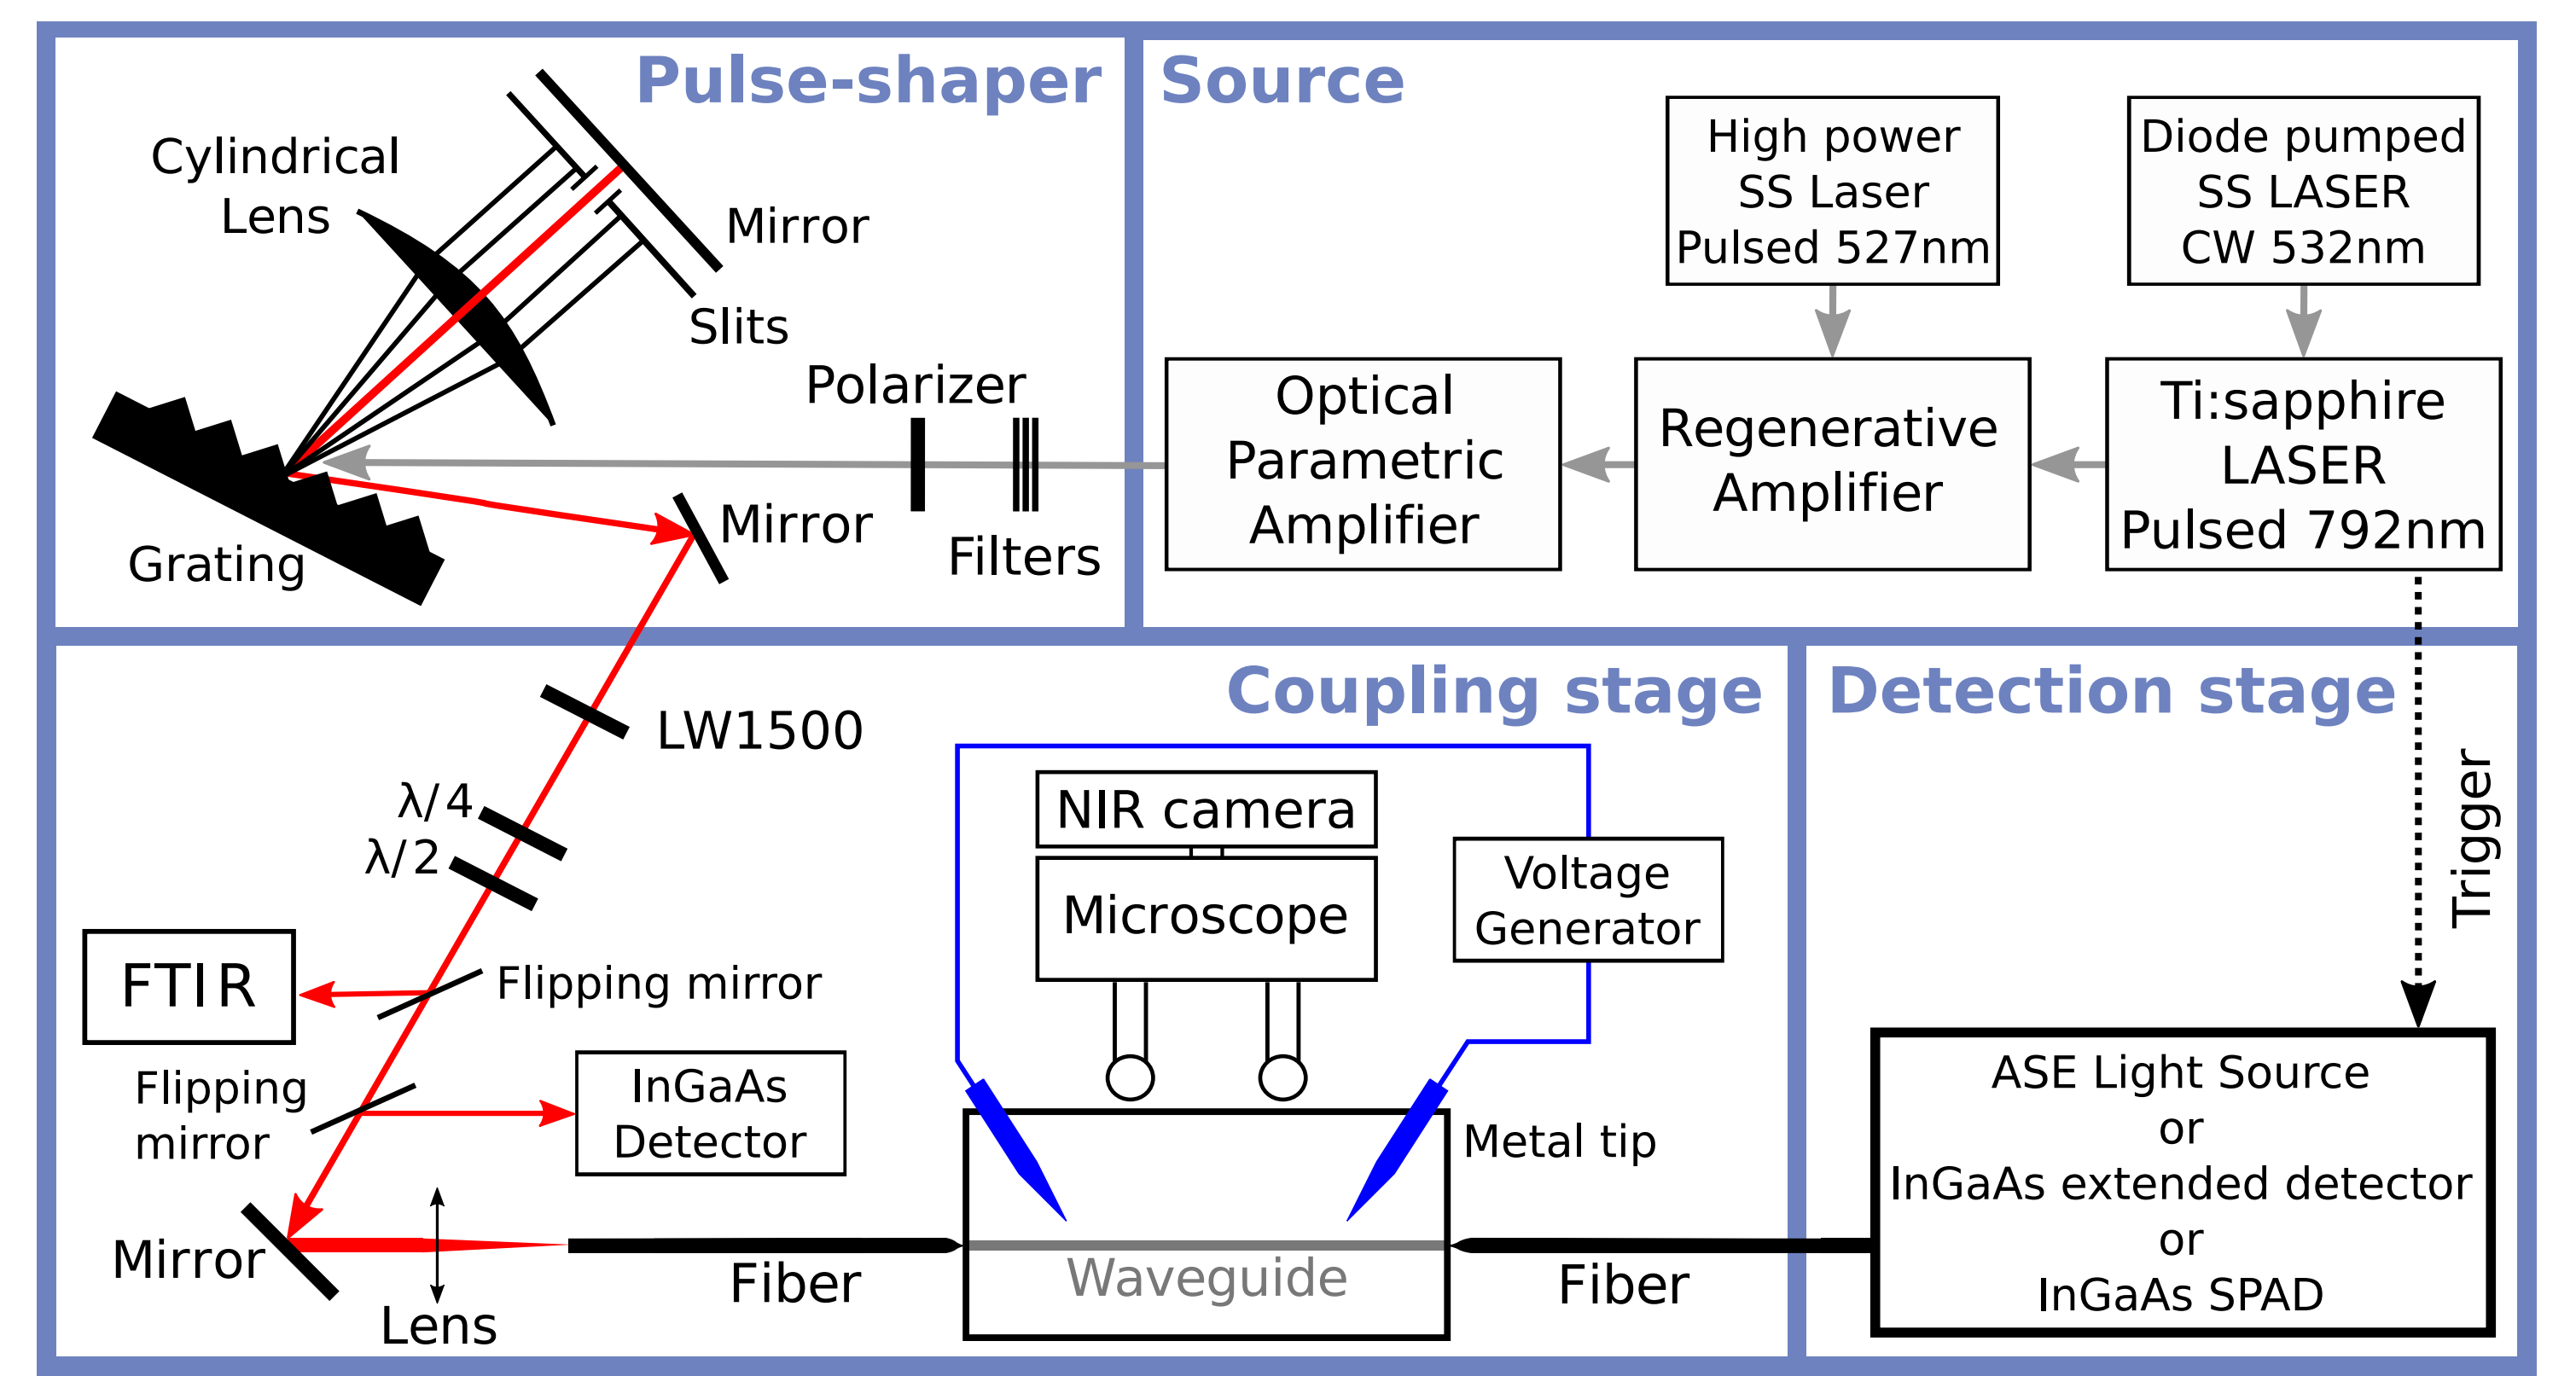 Pulse-shaper
Cylindrical
Lens
Mirror
Slits
Polarizer
Mirror
Filters
Grating
Source
High power
SS Laser
Pulsed 527nm
Diode pumped
SS LASER
CW 532nm
Optical
Parametric
Amplifier
Regenerative
Amplifier
Ti:sapphire
LASER
Pulsed 792nm
Coupling stage
LW1500
λ/4
λ/2
FTIR
Flipping mirror
Flipping
mirror
InGaAs
Detector
Mirror
Lens
Fiber
NIR camera
Microscope
Voltage
Generator
Metal tip
Waveguide
Fiber
Detection stage
Trigger
ASE Light Source
or
InGaAs extended detector
or
InGaAs SPAD